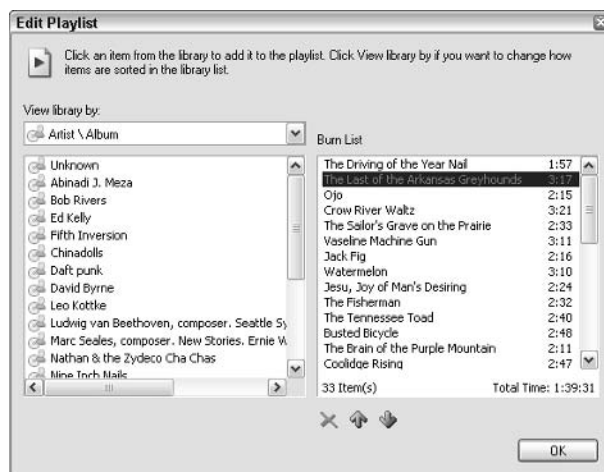 Edit Playlist
Click an item from the library to add it to the playlist. Click View library by if you want to change how
items are sorted in the library list.
View library by:
Artist \ Album
Unknown
Abinadi J. Meza
Bob Rivers
Ed Kelly
Fifth Inversion
Chinadolls
Daft punk
David Byrne
Leo Kottke
Ludwig van Beethoven, composer. Seattle Sy
Marc Seales, composer. New Stories. Ernie W
Nathan & the Zydeco Cha Chas
Nine Inch Nails
Burn List
The Driving of the Year Nail 1:57
The Last of the Arkansas Greyhounds 3:17
Ojo 2:15
Crow River Waltz 3:21
The Sailor's Grave on the Prairie 2:33
Vaseline Machine Gun 3:11
Jack Fig 2:16
Watermelon 3:10
Jesu, Joy of Man's Desiring 2:24
The Fisherman 2:32
The Tennessee Toad 2:40
Busted Bicycle 2:48
The Brain of the Purple Mountain 2:11
Coolidge Rising 2:47
33 Item(s) Total Time: 1:39:31
OK